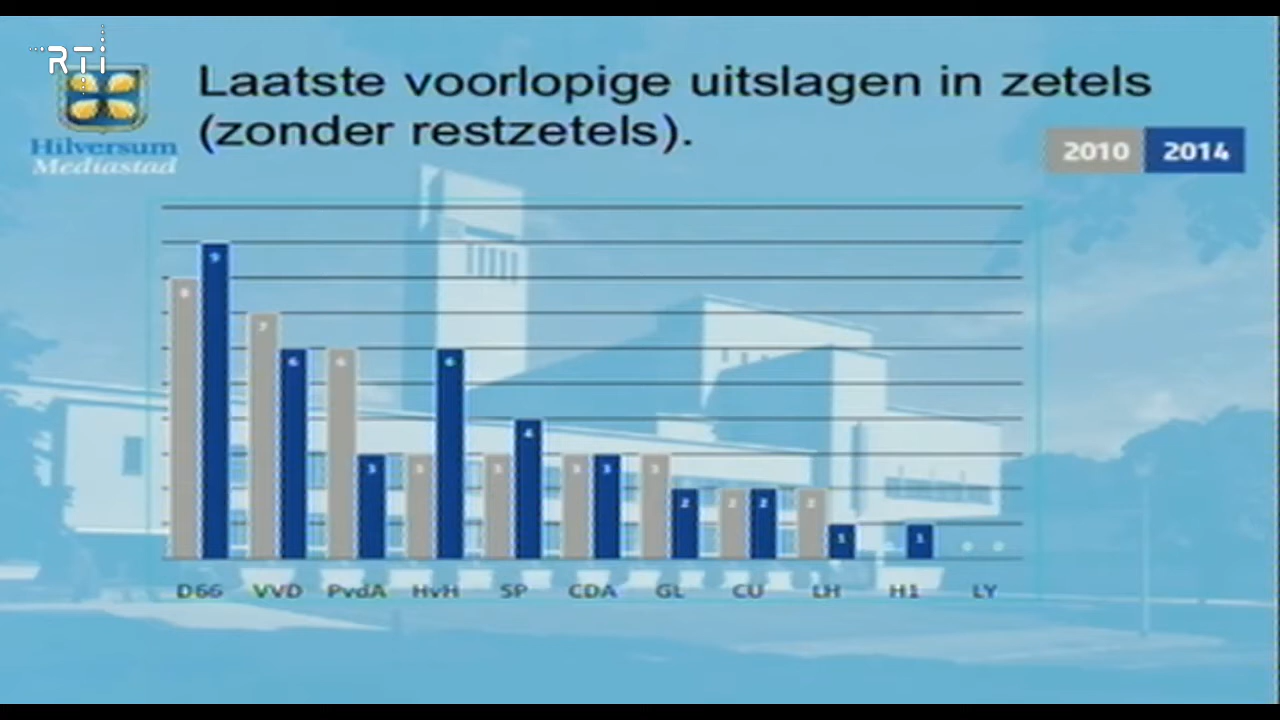 RTi
Laatste voorlopige uitslagen in zetels
(zonder restzetels).
Hilversum
Mediastad
2010 2014
8 9 7 6 6 3 3 6 3 4 3 3 3 2 2 2 2 1 1 0 0
D66 VVD PvdA HvH SP CDA GL CU LH H1 LY